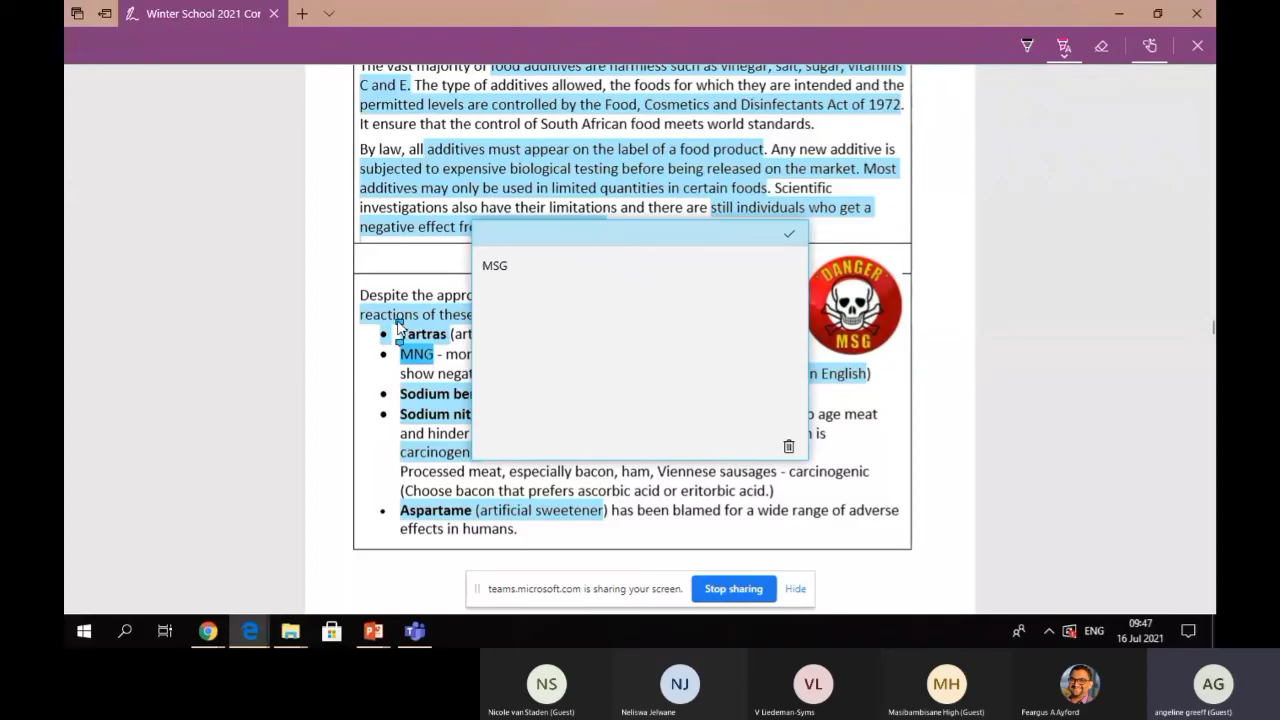 Winter School 2021 Cor
The vast majority of food additives are harmless such as vinegar, salt, sugar, vitamins
C and E. The type of additives allowed, the foods for which they are intended and the
permitted levels are controlled by the Food, Cosmetics and Disinfectants Act of 1972.
It ensure that the control of South African food meets world standards.
By law, all additives must appear on the label of a food product. Any new additive is
subjected to expensive biological testing before being released on the market. Most
additives may only be used in limited quantities in certain foods. Scientific
investigations also have their limitations and there are still individuals who get a
negative effect fr
MSG
DANGER
MSG
Despite the appro
reactions of these
• Tartras (art
• MNG - mon
show negat
n English)
• Sodium be
• Sodium nit
o age meat
and hinder
n is
carcinogen
Processed meat, especially bacon, ham, Viennese sausages - carcinogenic
(Choose bacon that prefers ascorbic acid or eritorbic acid.)
• Aspartame (artificial sweetener) has been blamed for a wide range of adverse
effects in humans.
teams.microsoft.com is sharing your screen. Stop sharing Hide
ENG
09:47
16 Jul 2021
NS
NJ
VL
MH
AG
Nicole van Staden (Guest)
Neliswa Jelwane
V Liedeman-Syms
Masibambisane High (Guest)
Feargus A Ayford
angeline greeff (Guest)